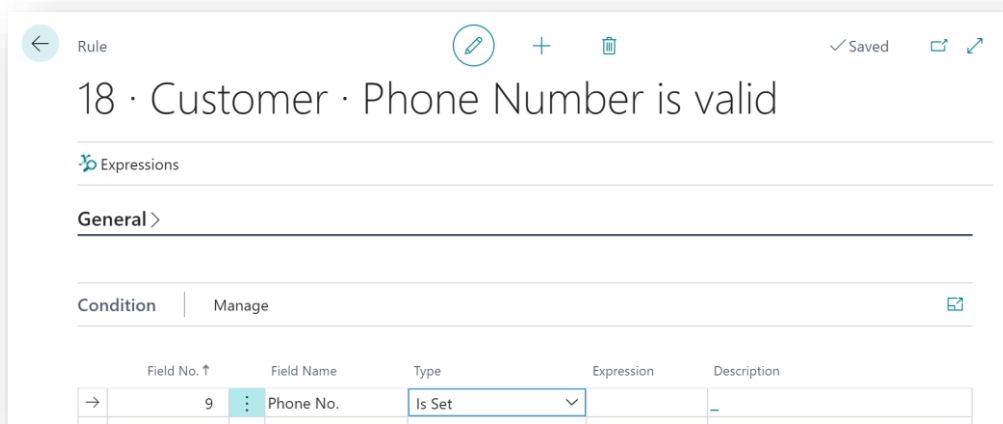 Rule
Saved
18 · Customer · Phone Number is valid
Expressions
General
Condition Manage
Field No. ↑ Field Name Type Expression Description
9 Phone No. Is Set _